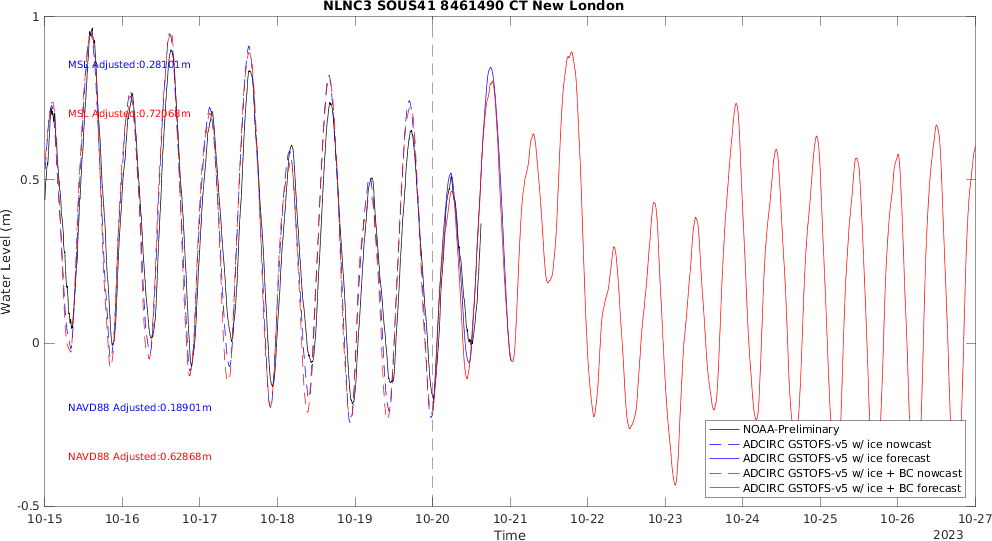 NLNC3 SOUS41 8461490 CT New London
1
MSL Adjusted:0.28101m
MSL Adjusted:0.72068m
0.5
Water Level (m)
0
NAVD88 Adjusted:0.18901m
NAVD88 Adjusted:0.62868m
NOAA-Preliminary
ADCIRC GSTOFS-v5 w/ ice nowcast
ADCIRC GSTOFS-v5 w/ ice forecast
ADCIRC GSTOFS-v5 w/ ice + BC nowcast
ADCIRC GSTOFS-v5 w/ ice + BC forecast
-0.5
10-15 10-16 10-17 10-18 10-19 10-20 10-21 10-22 10-23 10-24 10-25 10-26 10-27
Time
2023